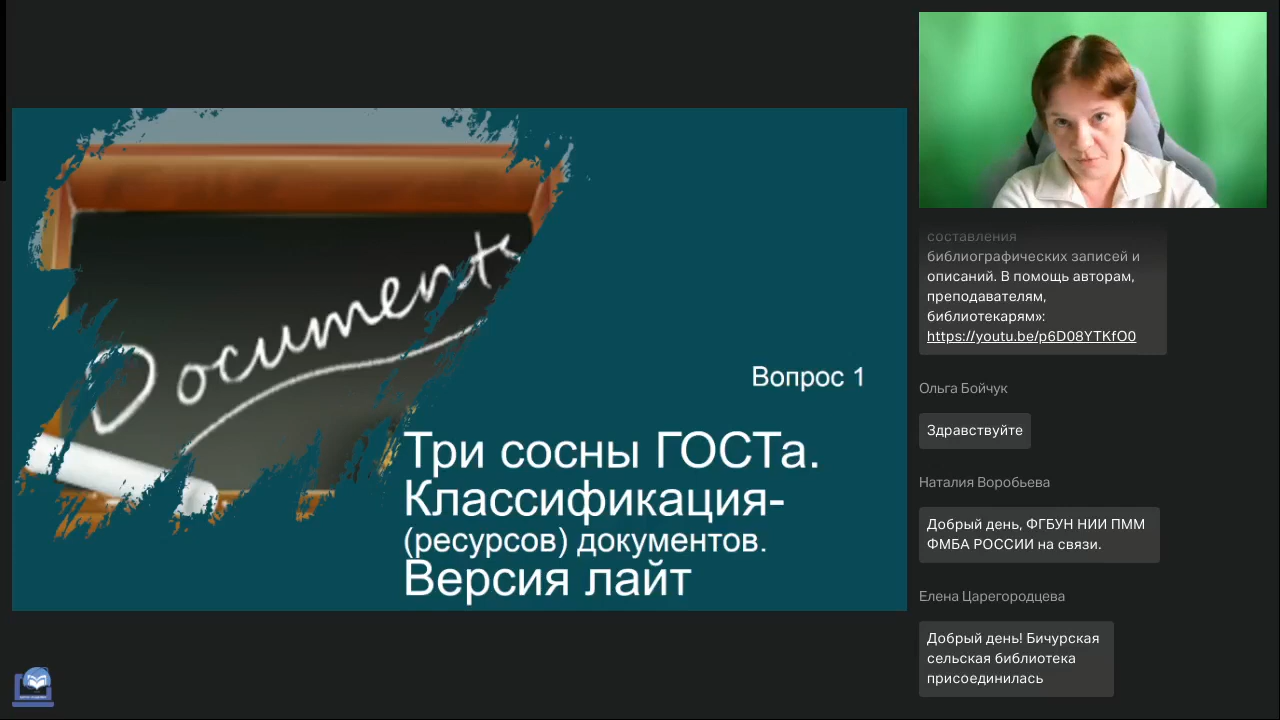 Document
Вопрос 1
Три сосны ГОСТа.
Классификация-
(ресурсов) документов.
Версия лайт
составления
библиографических записей и
описаний. В помощь авторам,
преподавателям,
библиотекарям»:
https://youtu.be/p6D08YTKfO0
Ольга Бойчук
Здравствуйте
Наталия Воробьева
Добрый день, ФГБУН НИИ ПММ
ФМБА РОССИИ на связи.
Елена Царегородцева
Добрый день! Бичурская
сельская библиотека
присоединилась